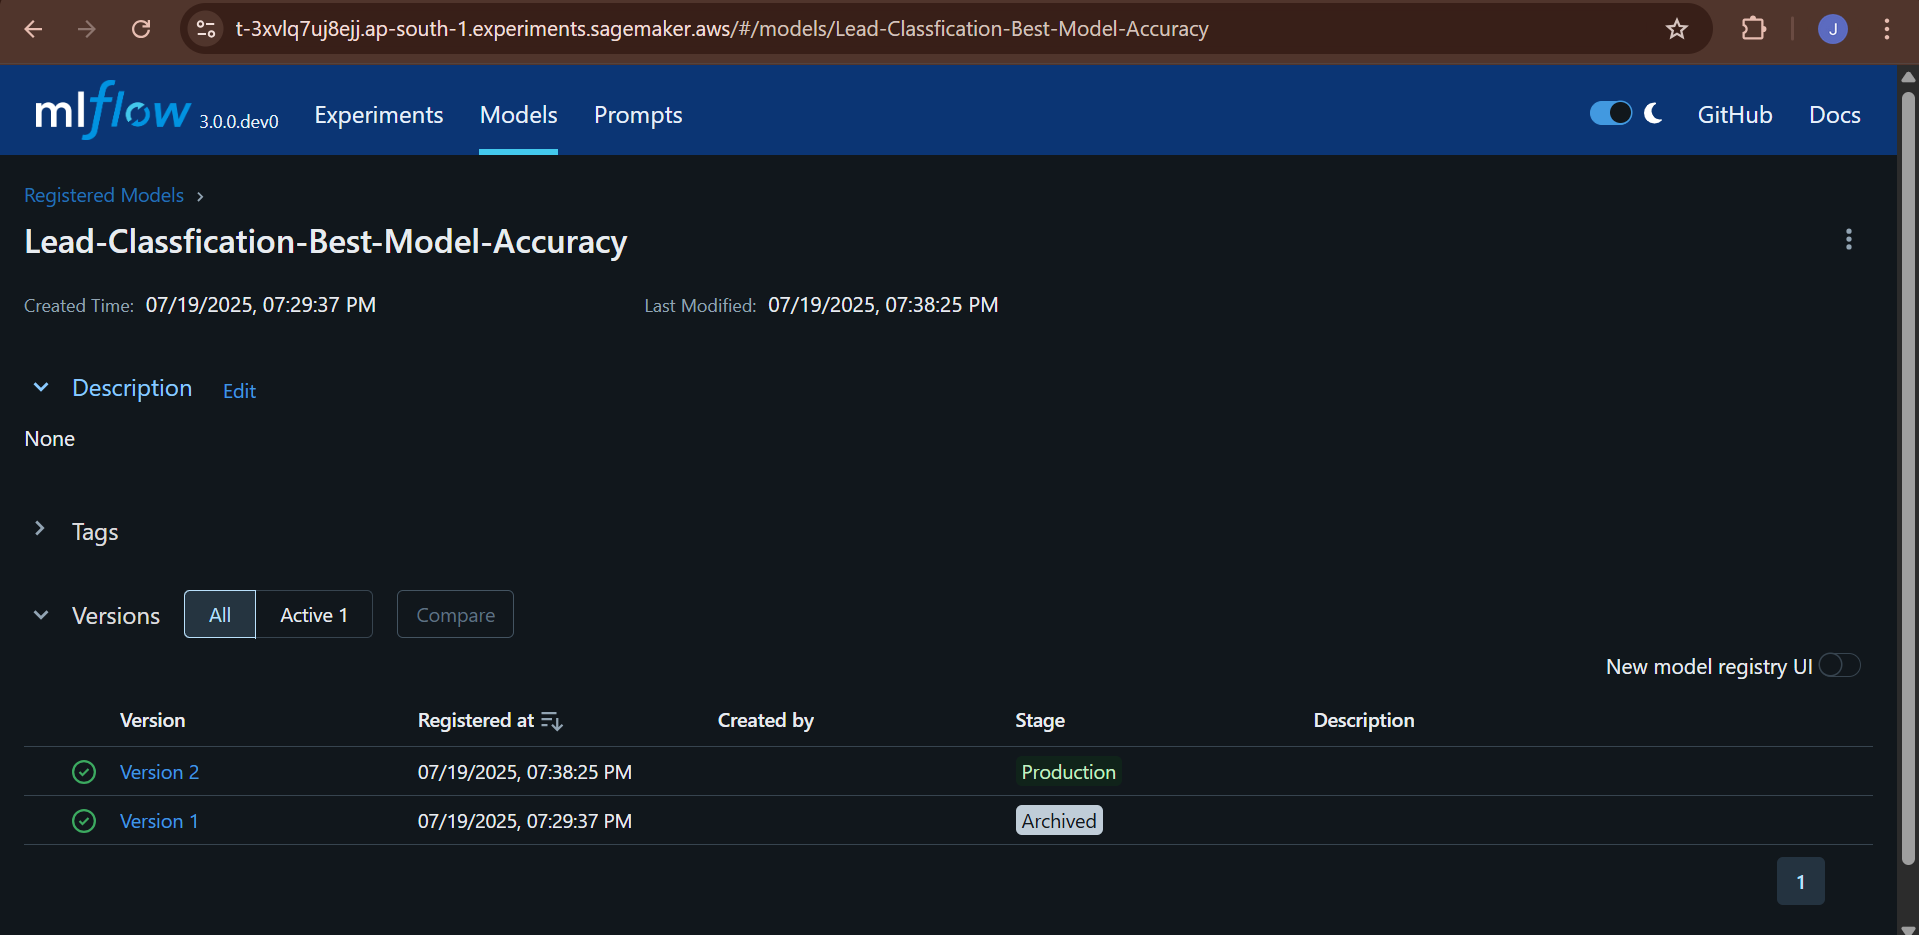 t-3xvlq7uj8ejj.ap-south-1.experiments.sagemaker.aws/#/models/Lead-Classfication-Best-Model-Accuracy J
mlflow 3.0.0.dev0 Experiments Models Prompts GitHub Docs
Registered Models ›
Lead-Classfication-Best-Model-Accuracy
Created Time: 07/19/2025, 07:29:37 PM Last Modified: 07/19/2025, 07:38:25 PM
Description Edit
None
Tags
Versions All Active 1 Compare
New model registry UI
Version Registered at Created by Stage Description
Version 2 07/19/2025, 07:38:25 PM Production
Version 1 07/19/2025, 07:29:37 PM Archived
1